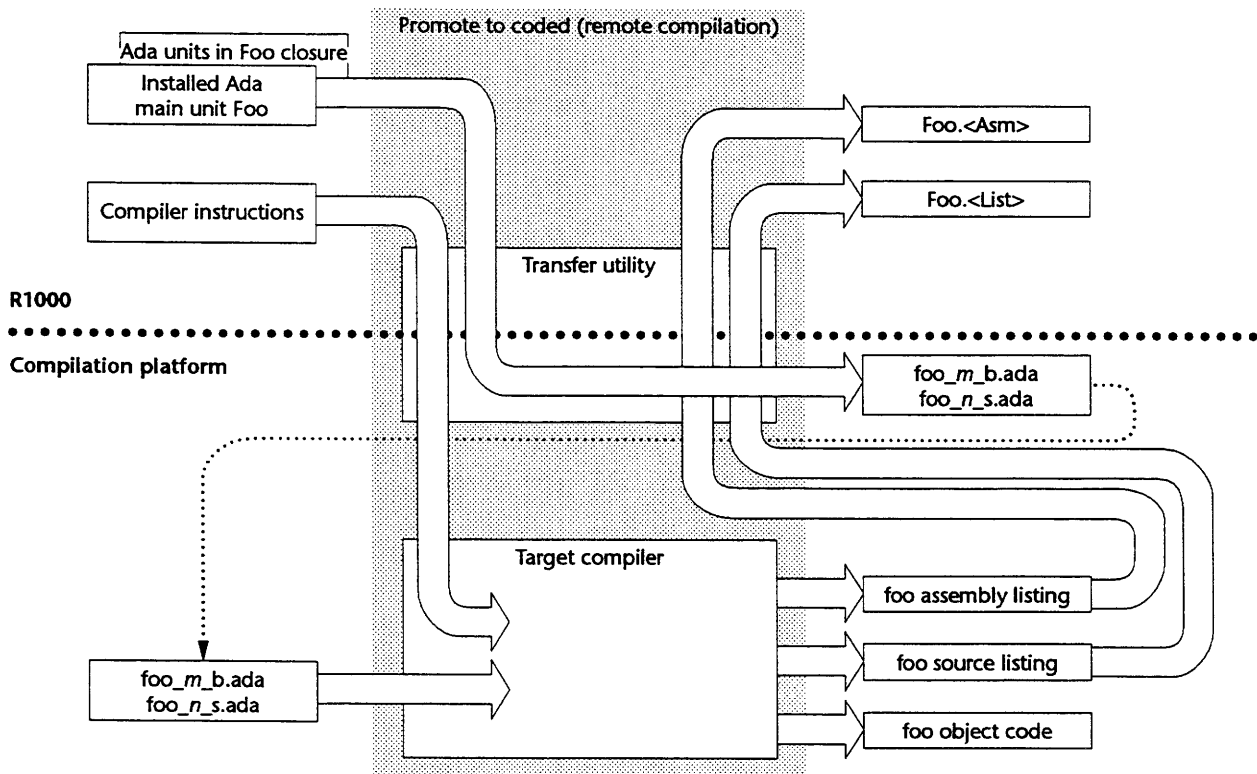 Promote to coded (remote compilation)
Ada units in Foo closure
Installed Ada
main unit Foo
Foo.<Asm>
Compiler instructions
Foo.<List>
Transfer utility
R1000
Compilation platform
foo_m_b.ada
foo_n_s.ada
Target compiler
foo assembly listing
foo source listing
foo_m_b.ada
foo_n_s.ada
foo object code